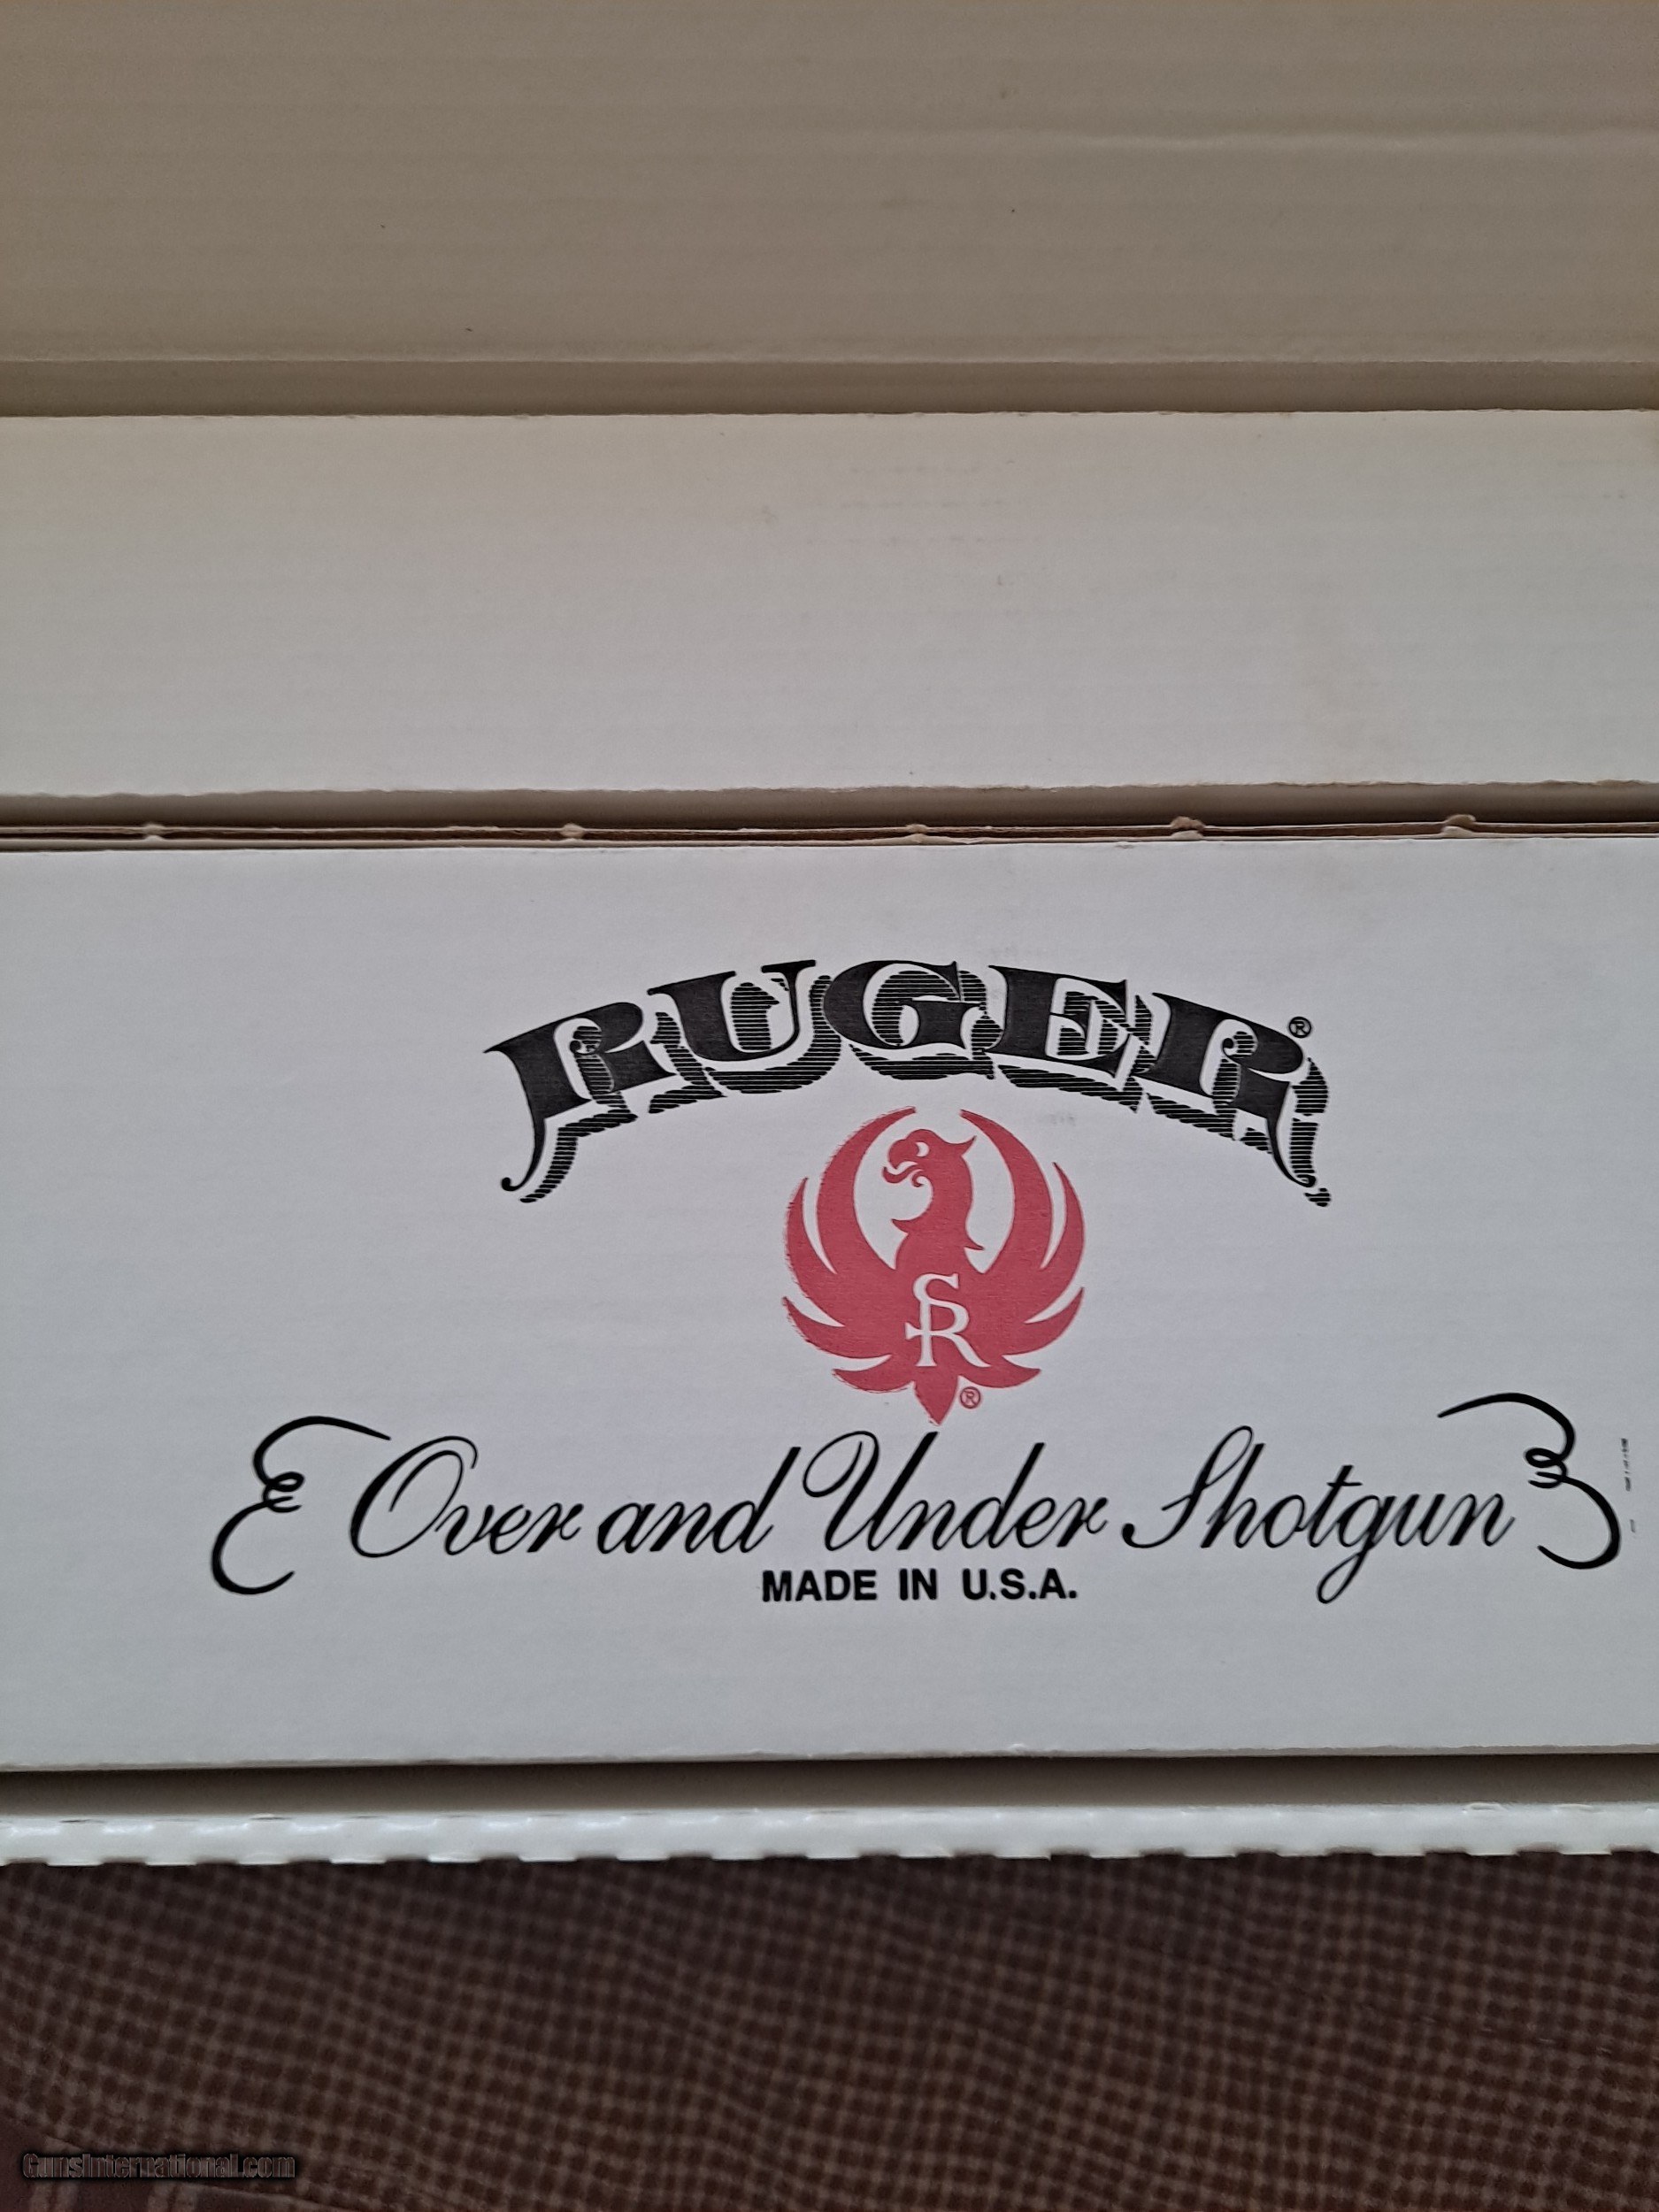 RUGER®
SR
®
Over and Under Shotgun
MADE IN U.S.A.
GunsInternational.com